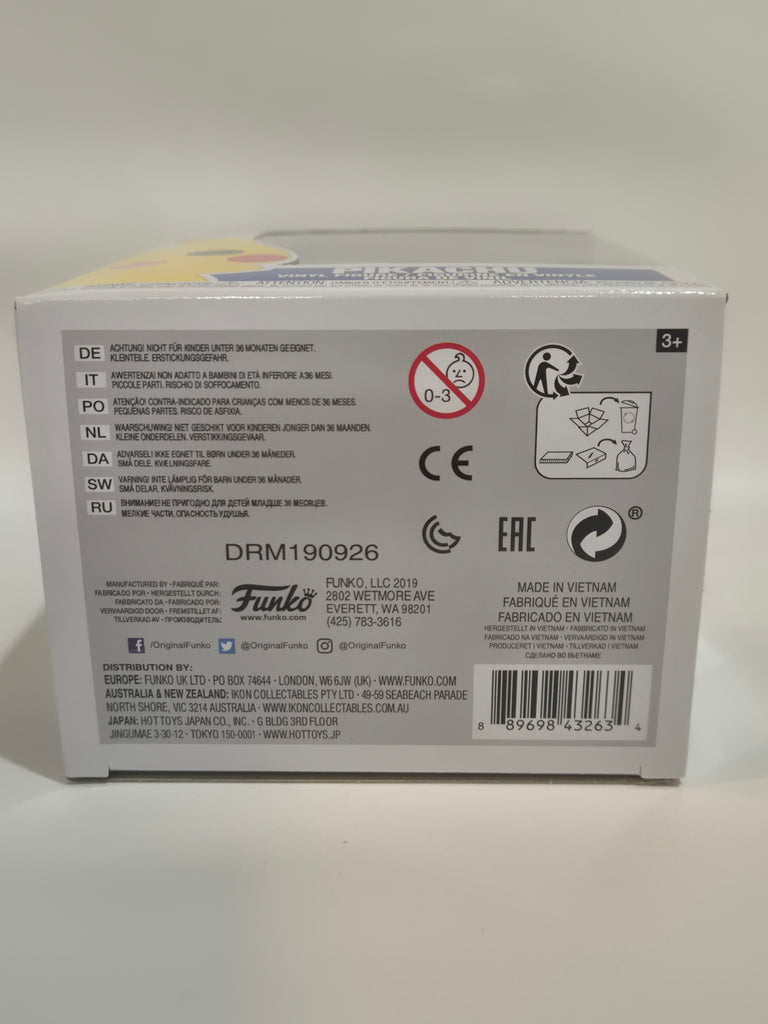 PIKACHU
VINYL FIGURE
EN VINYLE
ATTENTION
ADVERTENCIA
3+
DE ACHTUNG! NICHT FÜR KINDER UNTER 36 MONATEN GEEIGNET.
KLEINTEILE. ERSTICKUNGSGEFAHR.
IT AWERTENZA! NON ADATTO A BAMBINI DI ETÀ INFERIORE A 36 MESI.
PICCOLE PARTI. RISCHIO DI SOFFOCAMENTO.
PO ATENÇÃO! CONTRA-INDICADO PARA CRIANÇAS COM MENOS DE 36 MESES.
PEQUENAS PARTES. RISCO DE ASFIXIA.
NL WAARSCHUWING! NIET GESCHIKT VOOR KINDEREN JONGER DAN 36 MAANDEN.
KLEINE ONDERDELEN. VERSTIKKINGSGEVAAR.
DA ADVARSEL! IKKE EGNET TIL BØRN UNDER 36 MÅNEDER.
SMÅ DELE. KVÆLNINGSFARE.
SW VARNING! INTE LÄMPLIG FÖR BARN UNDER 36 MÅNADER.
SMÅ DELAR. KVÄVNINGSRISK.
RU ВНИМАНИЕ! НЕ ПРИГОДНО ДЛЯ ДЕТЕЙ МЛАДШЕ 36 МЕСЯЦЕВ.
МЕЛКИЕ ЧАСТИ. ОПАСНОСТЬ УДУШЬЯ.
0-3
CE
EAC
®
DRM190926
MANUFACTURED BY • FABRIQUÉ PAR:
FABRICADO POR • HERGESTELLT DURCH:
FABBRICATO DA • FABRICADO POR:
VERVAARDIGD DOOR • FREMSTILLET AF:
TILLVERKAD AV • ПРОИЗВОДИТЕЛЬ:
Funko
www.funko.com
FUNKO, LLC 2019
2802 WETMORE AVE
EVERETT, WA 98201
(425) 783-3616
MADE IN VIETNAM
FABRIQUÉ EN VIETNAM
FABRICADO EN VIETNAM
HERGESTELLT IN VIETNAM • FABBRICATO IN VIETNAM
FABRICADO NA VIETNAM • VERVAARDIGD IN VIETNAM
PRODUCERET I VIETNAM • TILLVERKAD I VIETNAM
СДЕЛАНО ВО ВЬЕТНАМЕ
f /OriginalFunko @OriginalFunko @OriginalFunko
DISTRIBUTION BY:
EUROPE: FUNKO UK LTD · PO BOX 74644 · LONDON, W6 6JW (UK) · WWW.FUNKO.COM
AUSTRALIA & NEW ZEALAND: IKON COLLECTABLES PTY LTD · 49-59 SEABEACH PARADE
NORTH SHORE, VIC 3214 AUSTRALIA · WWW.IKONCOLLECTABLES.COM.AU
JAPAN: HOT TOYS JAPAN CO., INC. · G BLDG 3RD FLOOR
JINGUMAE 3-30-12 · TOKYO 150-0001 · WWW.HOTTOYS.JP
8 89698 43263 4